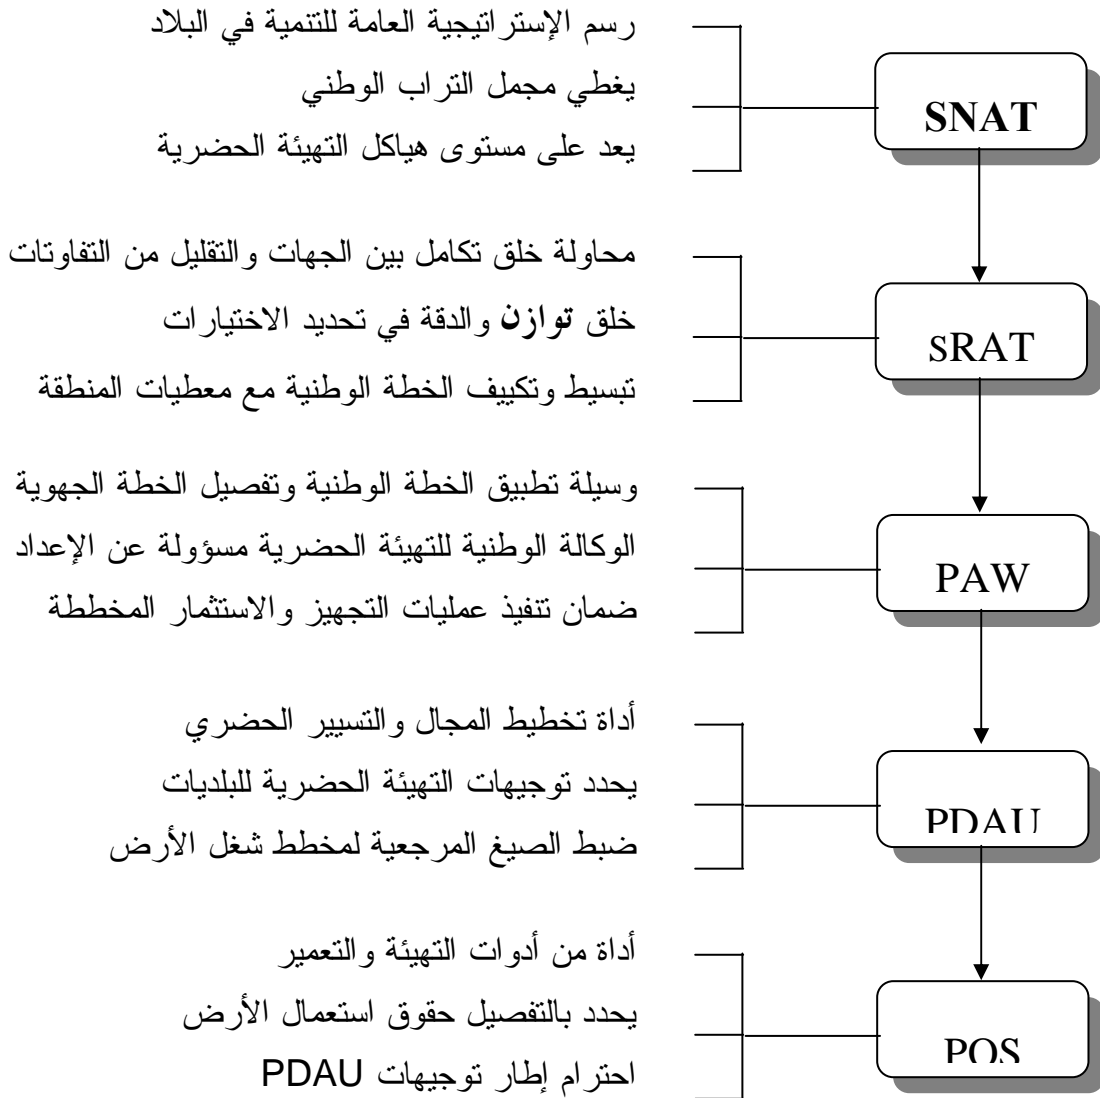 رسم الإستراتيجية العامة للتنمية في البلاد
يغطي مجمل التراب الوطني
SNAT
يعد على مستوى هياكل التهيئة الحضرية
محاولة خلق تكامل بين الجهات والتقليل من التفاوتات
خلق توازن والدقة في تحديد الاختيارات
SRAT
تبسيط وتكييف الخطة الوطنية مع معطيات المنطقة
وسيلة تطبيق الخطة الوطنية وتفصيل الخطة الجهوية
الوكالة الوطنية للتهيئة الحضرية مسؤولة عن الإعداد
PAW
ضمان تنفيذ عمليات التجهيز والاستثمار المخططة
أداة تخطيط المجال والتسيير الحضري
يحدد توجيهات التهيئة الحضرية للبلديات
PDAU
ضبط الصيغ المرجعية لمخطط شغل الأرض
أداة من أدوات التهيئة والتعمير
يحدد بالتفصيل حقوق استعمال الأرض
POS
احترام إطار توجيهات PDAU